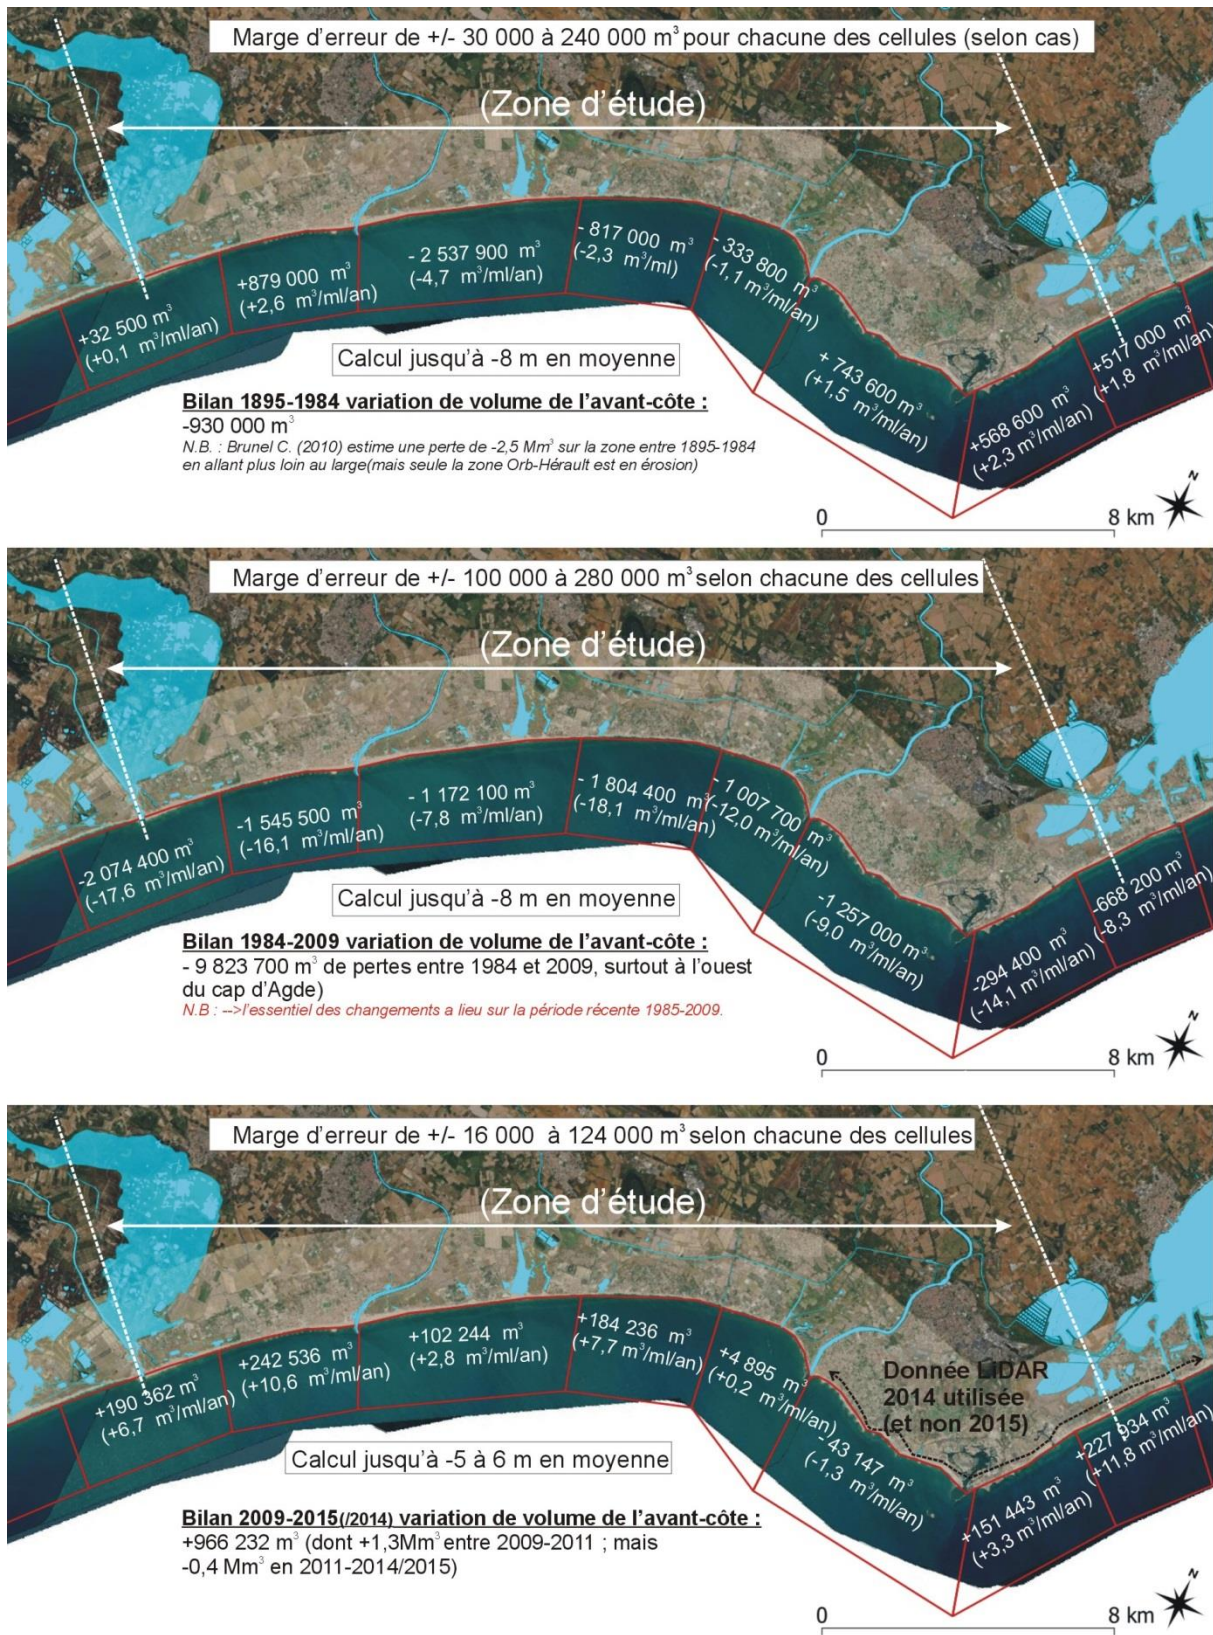 Marge d'erreur de +/- 30 000 à 240 000 m³ pour chacune des cellules (selon cas)
(Zone d'étude)
+32 500 m³
(+0,1 m³/ml/an)
+879 000 m³
(+2,6 m³/ml/an)
- 2 537 900 m³
(-4,7 m³/ml/an)
- 817 000 m³
(-2,3 m³/ml)
- 333 800 m³
(-1,1 m³/ml/an)
+ 743 600 m³
(+1,5 m³/ml/an)
+568 600 m³
(+2,3 m³/ml/an)
+517 000 m³
(+1,8 m³/ml/an)
Calcul jusqu'à -8 m en moyenne
Bilan 1895-1984 variation de volume de l'avant-côte :
-930 000 m³
N.B. : Brunel C. (2010) estime une perte de -2,5 Mm³ sur la zone entre 1895-1984
en allant plus loin au large(mais seule la zone Orb-Hérault est en érosion)
N
0 8 km
Marge d'erreur de +/- 100 000 à 280 000 m³ selon chacune des cellules
(Zone d'étude)
-2 074 400 m³
(-17,6 m³/ml/an)
-1 545 500 m³
(-16,1 m³/ml/an)
- 1 172 100 m³
(-7,8 m³/ml/an)
- 1 804 400 m³
(-18,1 m³/ml/an)
- 1 007 700 m³
(-12,0 m³/ml/an)
-1 257 000 m³
(-9,0 m³/ml/an)
-294 400 m³
(-14,1 m³/ml/an)
-668 200 m³
(-8,3 m³/ml/an)
Calcul jusqu'à -8 m en moyenne
Bilan 1984-2009 variation de volume de l'avant-côte :
- 9 823 700 m³ de pertes entre 1984 et 2009, surtout à l'ouest
du cap d'Agde)
N.B : -->l'essentiel des changements a lieu sur la période récente 1985-2009.
N
0 8 km
Marge d'erreur de +/- 16 000 à 124 000 m³ selon chacune des cellules
(Zone d'étude)
+190 362 m³
(+6,7 m³/ml/an)
+242 536 m³
(+10,6 m³/ml/an)
+102 244 m³
(+2,8 m³/ml/an)
+184 236 m³
(+7,7 m³/ml/an)
+4 895 m³
(+0,2 m³/ml/an)
- 43 147 m³
(-1,3 m³/ml/an)
+151 443 m³
(+3,3 m³/ml/an)
+227 934 m³
(+11,8 m³/ml/an)
Donnée LiDAR
2014 utilisée
(et non 2015)
Calcul jusqu'à -5 à 6 m en moyenne
Bilan 2009-2015(/2014) variation de volume de l'avant-côte :
+966 232 m³ (dont +1,3Mm³ entre 2009-2011 ; mais
-0,4 Mm³ en 2011-2014/2015)
N
0 8 km